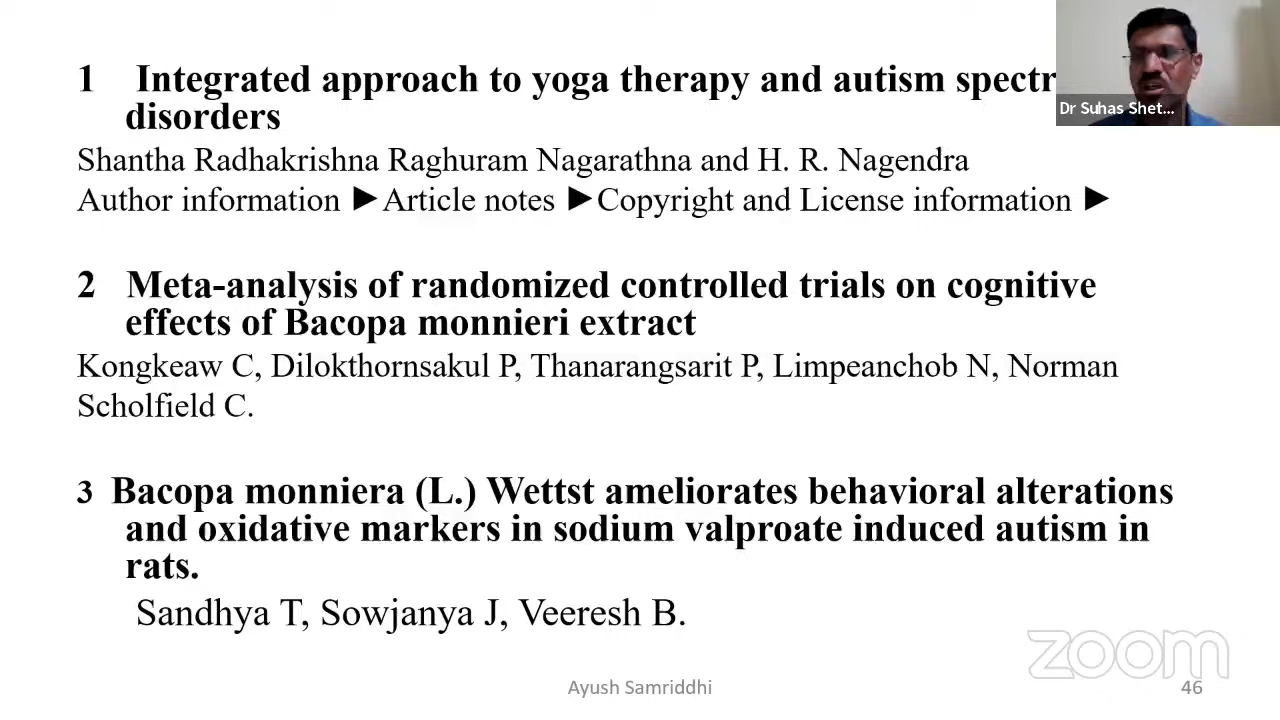 1 Integrated approach to yoga therapy and autism spectr
disorders
Dr Suhas Shet...
Shantha Radhakrishna Raghuram Nagarathna and H. R. Nagendra
Author information ►Article notes ►Copyright and License information ►
2 Meta-analysis of randomized controlled trials on cognitive
effects of Bacopa monnieri extract
Kongkeaw C, Dilokthornsakul P, Thanarangsarit P, Limpeanchob N, Norman
Scholfield C.
3 Bacopa monniera (L.) Wettst ameliorates behavioral alterations
and oxidative markers in sodium valproate induced autism in
rats.
Sandhya T, Sowjanya J, Veeresh B.
zoom
Ayush Samriddhi 46